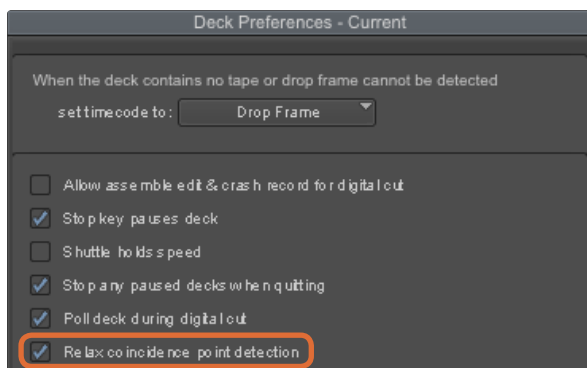 Deck Preferences - Current
When the deck contains no tape or drop frame cannot be detected
set timecode to: Drop Frame
Allow assemble edit & crash record for digital cut
Stop key pauses deck
Shuttle holds speed
Stop any paused decks when quitting
Poll deck during digital cut
Relax coincidence point detection